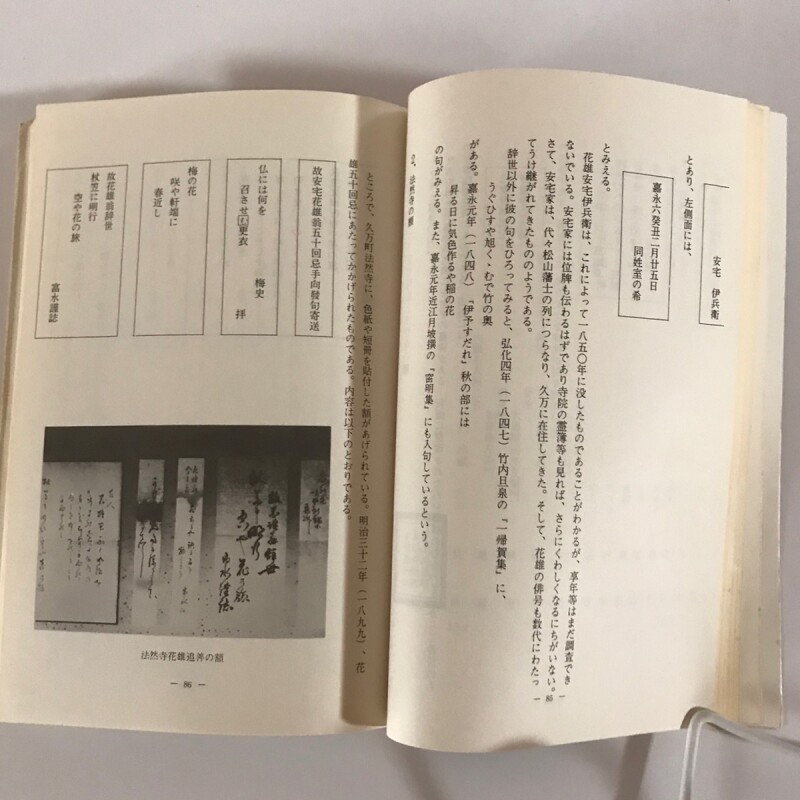 安宅　伊兵衛
とあり、左側面には、
嘉永六癸丑二月廿五日
同姓室の希
とみえる。
花雄安宅伊兵衛は、これによって一八五〇年に没したものであることがわかるが、享年等はまだ調査でき
ないでいる。安宅家には位牌も伝わるはずであり寺院の霊簿等も見れば、さらにくわしくなるにちがいない。
さて、安宅家は、代々松山藩士の列につらなり、久万に在住してきた。そして、花雄の俳号も数代にわたっ
てうけ継がれてきたもののようである。
辞世以外に彼の句をひろってみると、弘化四年（一八四七）竹内旦泉の『一帰賀集』に、
うぐひすや旭くむで竹の奥
がある。嘉永元年（一八四八）『伊予すだれ』秋の部には
昇る日に気色作るや稲の花
の句がみえる。また、嘉永元年近江月坡撰の『密明集』にも入句しているという。
2、法然寺の額
— 85 —
ところで、久万町法然寺に、色紙や短冊を貼付した額があげられている。明治三十二年（一八九九）、花
雄五十回忌にあたってかかげられたものである。内容は以下のとおりである。
故安宅花雄翁五十回忌手向發句寄送
仏には何を
召させむ更衣
梅史　拝
梅の花
咲や軒端に
春近し
故花雄翁辞世
杖笠に明行
空や花の旅
冨水謹誌
法然寺花雄追善の額
— 86 —